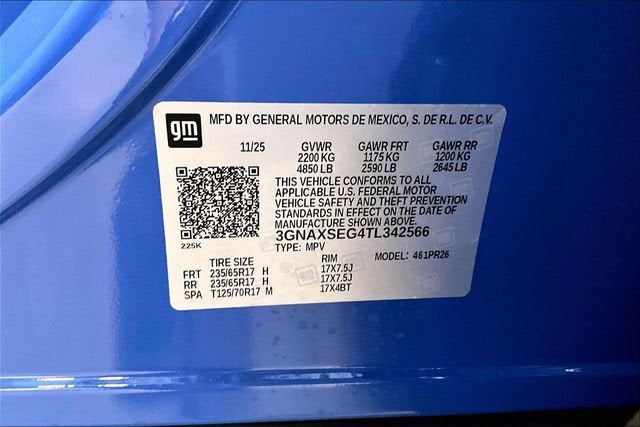 gm
MFD BY GENERAL MOTORS DE MEXICO, S. DE R.L. DE C.V.
11/25 GVWR GAWR FRT GAWR RR
2200 KG 1175 KG 1200 KG
4850 LB 2590 LB 2645 LB
THIS VEHICLE CONFORMS TO ALL
APPLICABLE U.S. FEDERAL MOTOR
VEHICLE SAFETY AND THEFT PREVENTION
STANDARDS IN EFFECT ON THE DATE OF
MANUFACTURE SHOWN ABOVE.
225K 3GNAXSEG4TL342566
TYPE: MPV MODEL: 461PR26
TIRE SIZE RIM
FRT 235/65R17 H 17X7.5J
RR 235/65R17 H 17X7.5J
SPA T125/70R17 M 17X4BT